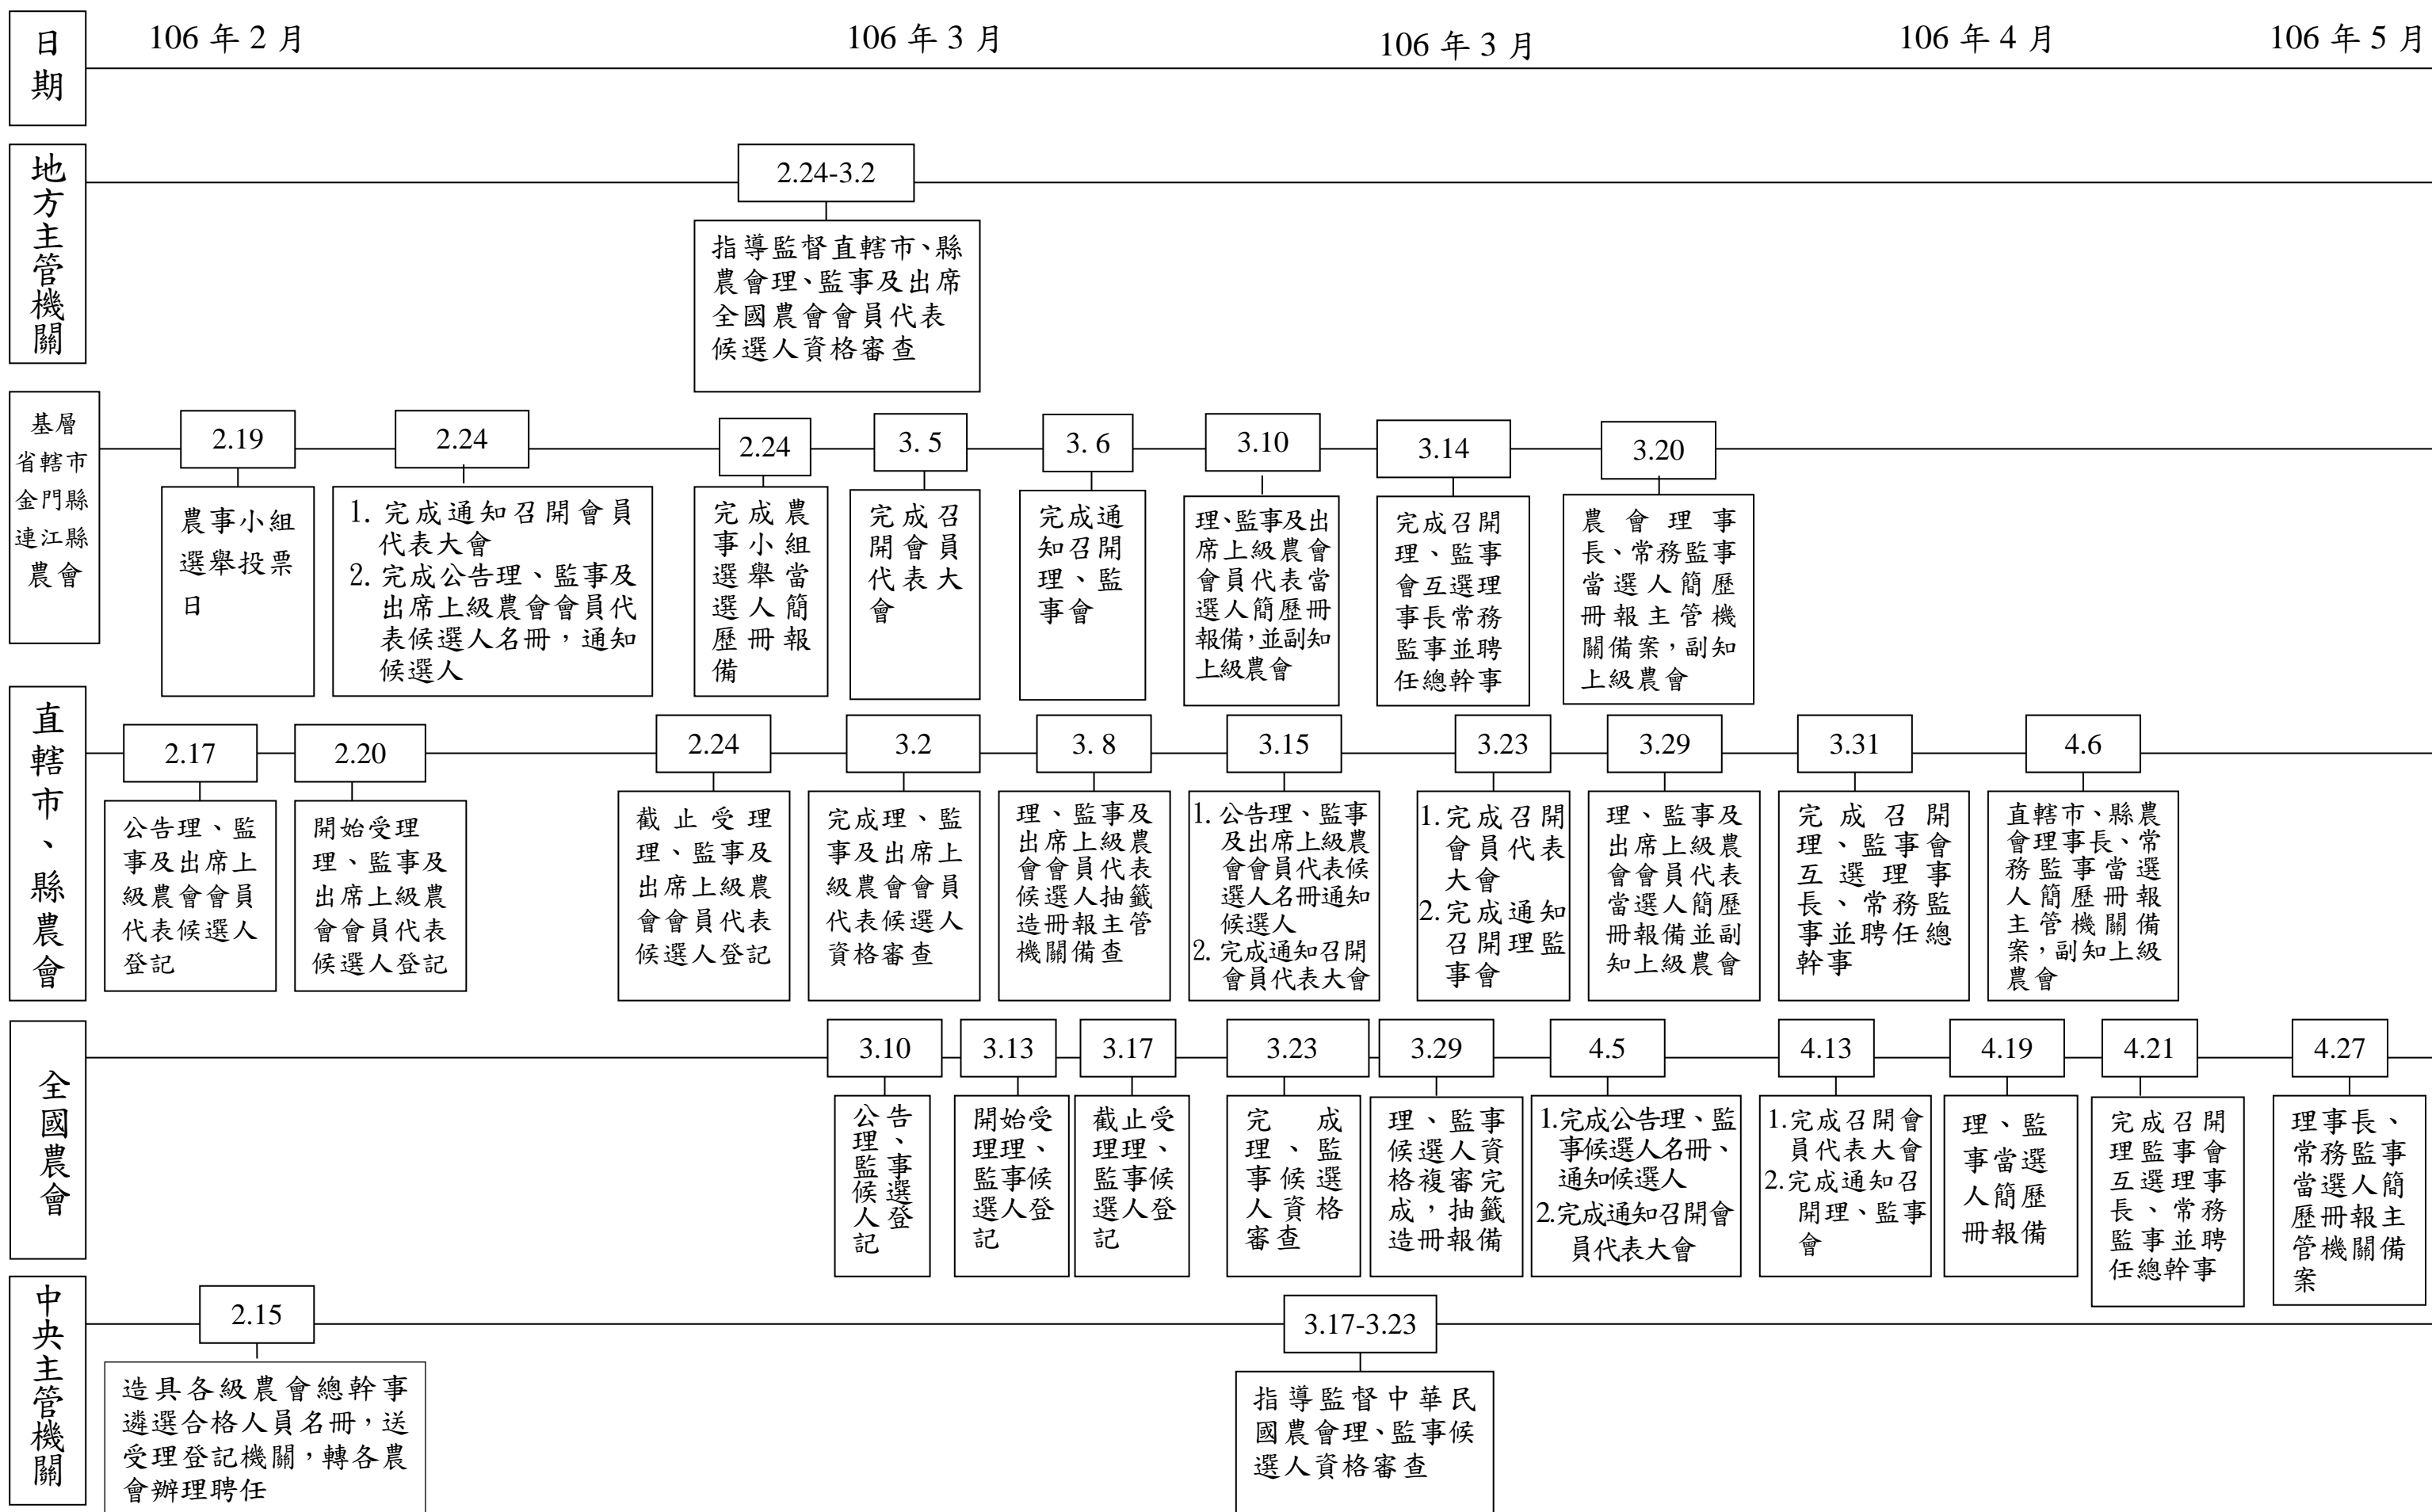 日
期
106 年 2 月
106 年 3 月
106 年 3 月
106 年 4 月
106 年 5 月
地
方
主
管
機
關
2.24-3.2
指導監督直轄市、縣
農會理、監事及出席
全國農會會員代表
候選人資格審查
基層
省轄市
金門縣
連江縣
農會
2.19
農事小組
選舉投票
日
2.24
1. 完成通知召開會員
代表大會
2. 完成公告理、監事及
出席上級農會會員代
表候選人名冊，通知
候選人
2.24
完成農
事小組
選舉當
選人簡
歷冊報
備
3. 5
完成召
開會員
代表大
會
3. 6
完成通
知召開
理、監
事會
3.10
理、監事及出
席上級農會
會員代表當
選人簡歷冊
報備，並副知
上級農會
3.14
完成召開
理、監事
會互選理
事長常務
監事並聘
任總幹事
3.20
農會理事
長、常務監事
當選人簡歷
冊報主管機
關備案，副知
上級農會
直
轄
市
、
縣
農
會
2.17
公告理、監
事及出席上
級農會會員
代表候選人
登記
2.20
開始受理
理、監事及
出席上級農
會會員代表
候選人登記
2.24
截止受理
理、監事及
出席上級農
會會員代表
候選人登記
3.2
完成理、監
事及出席上
級農會會員
代表候選人
資格審查
3. 8
理、監事及
出席上級農
會會員代表
候選人抽籤
造冊報主管
機關備查
3.15
1. 公告理、監事
及出席上級農
會會員代表候
選人名冊通知
候選人
2. 完成通知召開
會員代表大會
3.23
1. 完成召開
會員代表
大會
2. 完成通知
召開理監
事會
3.29
理、監事及
出席上級農
會會員代表
當選人簡歷
冊報備並副
知上級農會
3.31
完成召開
理、監事會
互選理事
長、常務監
事並聘任總
幹事
4.6
直轄市、縣農
會理事長、常
務監事當選
人簡歷冊報
主管機關備
案，副知上級
農會
全
國
農
會
3.10
公告
理、
監事
候選
人登
記
3.13
開始受
理理、
監事候
選人登
記
3.17
截止受
理理、
監事候
選人登
記
3.23
完成
理、監
事候選
人資格
審查
3.29
理、監事
候選人資
格複審完
成，抽籤
造冊報備
4.5
1.完成公告理、監
事候選人名冊、
通知候選人
2.完成通知召開會
員代表大會
4.13
1.完成召開會
員代表大會
2.完成通知召
開理、監事
會
4.19
理、監
事當選
人簡歷
冊報備
4.21
完成召開
理監事會
互選理事
長、常務
監事並聘
任總幹事
4.27
理事長、
常務監事
當選人簡
歷冊報主
管機關備
案
中
央
主
管
機
關
2.15
造具各級農會總幹事
遴選合格人員名冊，送
受理登記機關，轉各農
會辦理聘任
3.17-3.23
指導監督中華民
國農會理、監事候
選人資格審查